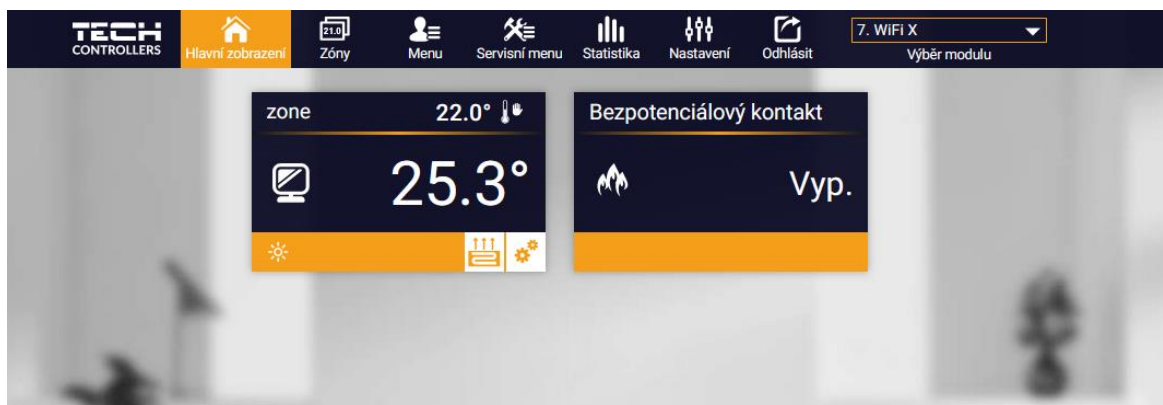 TECH
CONTROLLERS
Hlavní zobrazení
21.0
Zóny
Menu
Servisní menu
Statistika
Nastavení
Odhlásit
7. WiFi X
Výběr modulu
zone 22.0°
25.3°
Bezpotenciálový kontakt
Vyp.